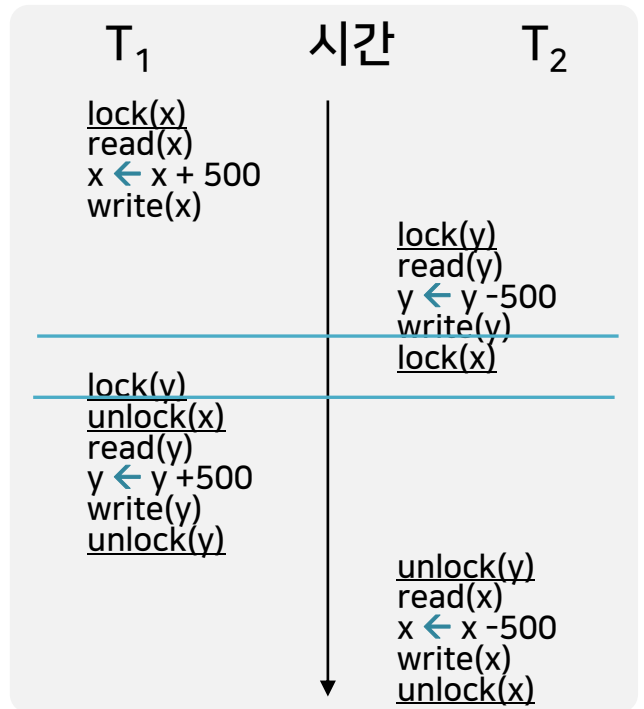 T₁ 시간 T₂
lock(x)
read(x)
x ← x + 500
write(x)
lock(y)
read(y)
y ← y -500
write(y)
lock(x)
lock(y)
unlock(x)
read(y)
y ← y +500
write(y)
unlock(y)
unlock(y)
read(x)
x ← x -500
write(x)
unlock(x)